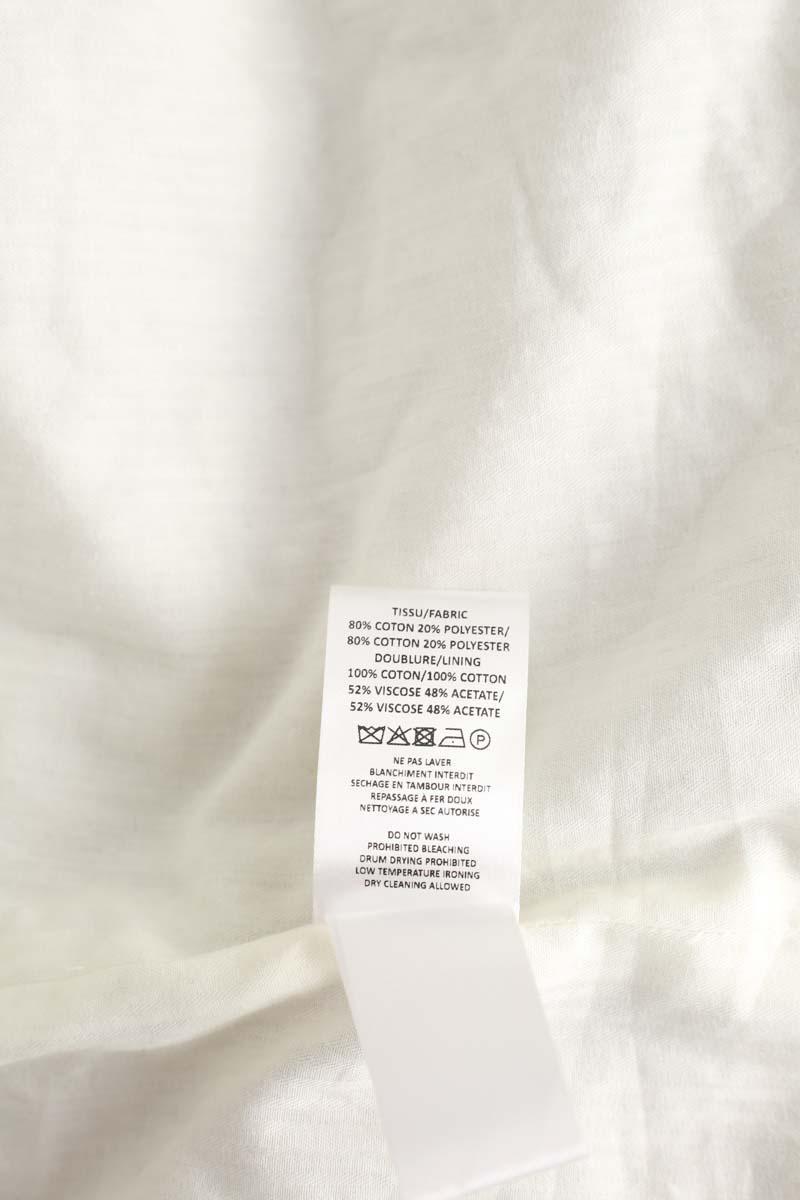 TISSU/FABRIC
80% COTON 20% POLYESTER/
80% COTTON 20% POLYESTER
DOUBLURE/LINING
100% COTON/100% COTTON
52% VISCOSE 48% ACETATE/
52% VISCOSE 48% ACETATE
P
NE PAS LAVER
BLANCHIMENT INTERDIT
SECHAGE EN TAMBOUR INTERDIT
REPASSAGE À FER DOUX
NETTOYAGE A SEC AUTORISE
DO NOT WASH
PROHIBITED BLEACHING
DRUM DRYING PROHIBITED
LOW TEMPERATURE IRONING
DRY CLEANING ALLOWED